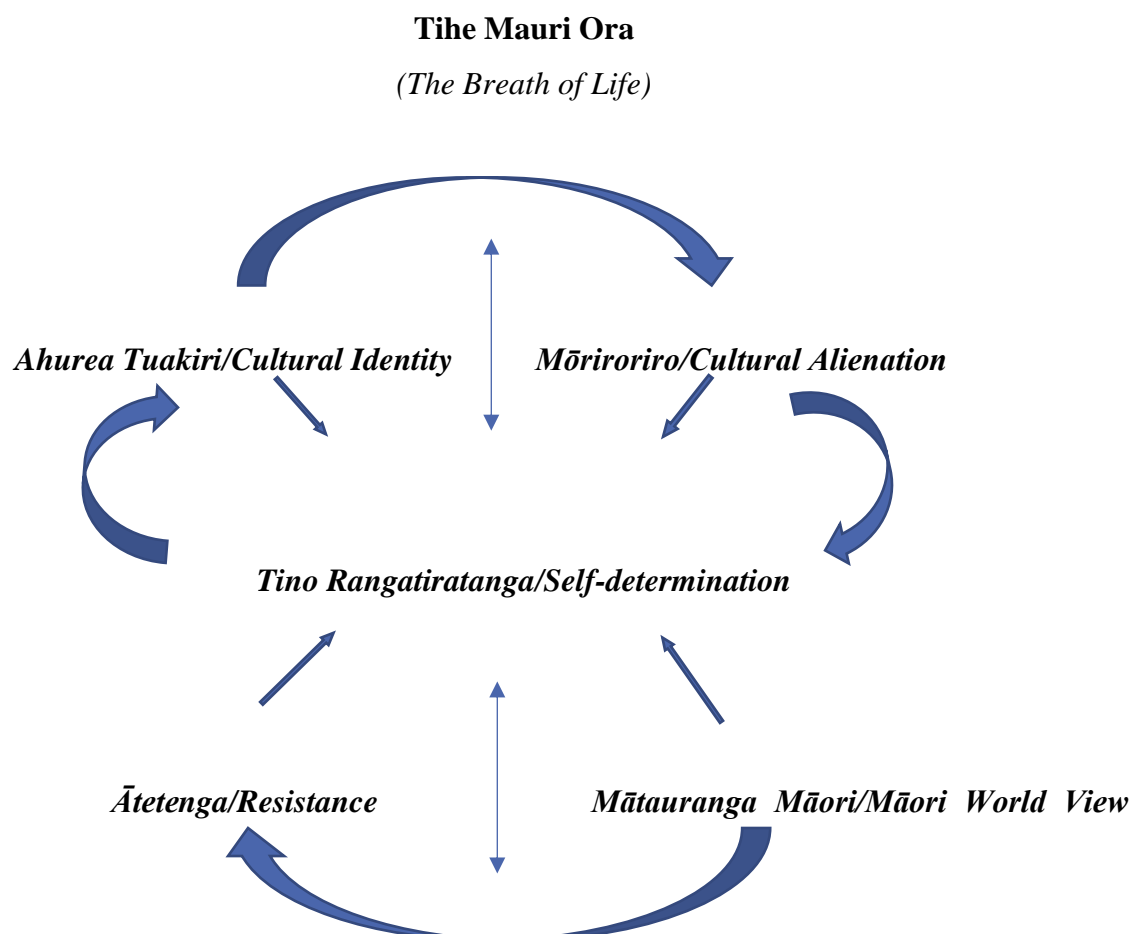 Tihe Mauri Ora
(The Breath of Life)
Ahurea Tuakiri/Cultural Identity
Mōriroriro/Cultural Alienation
Tino Rangatiratanga/Self-determination
Ātetenga/Resistance
Mātauranga Māori/Māori World View